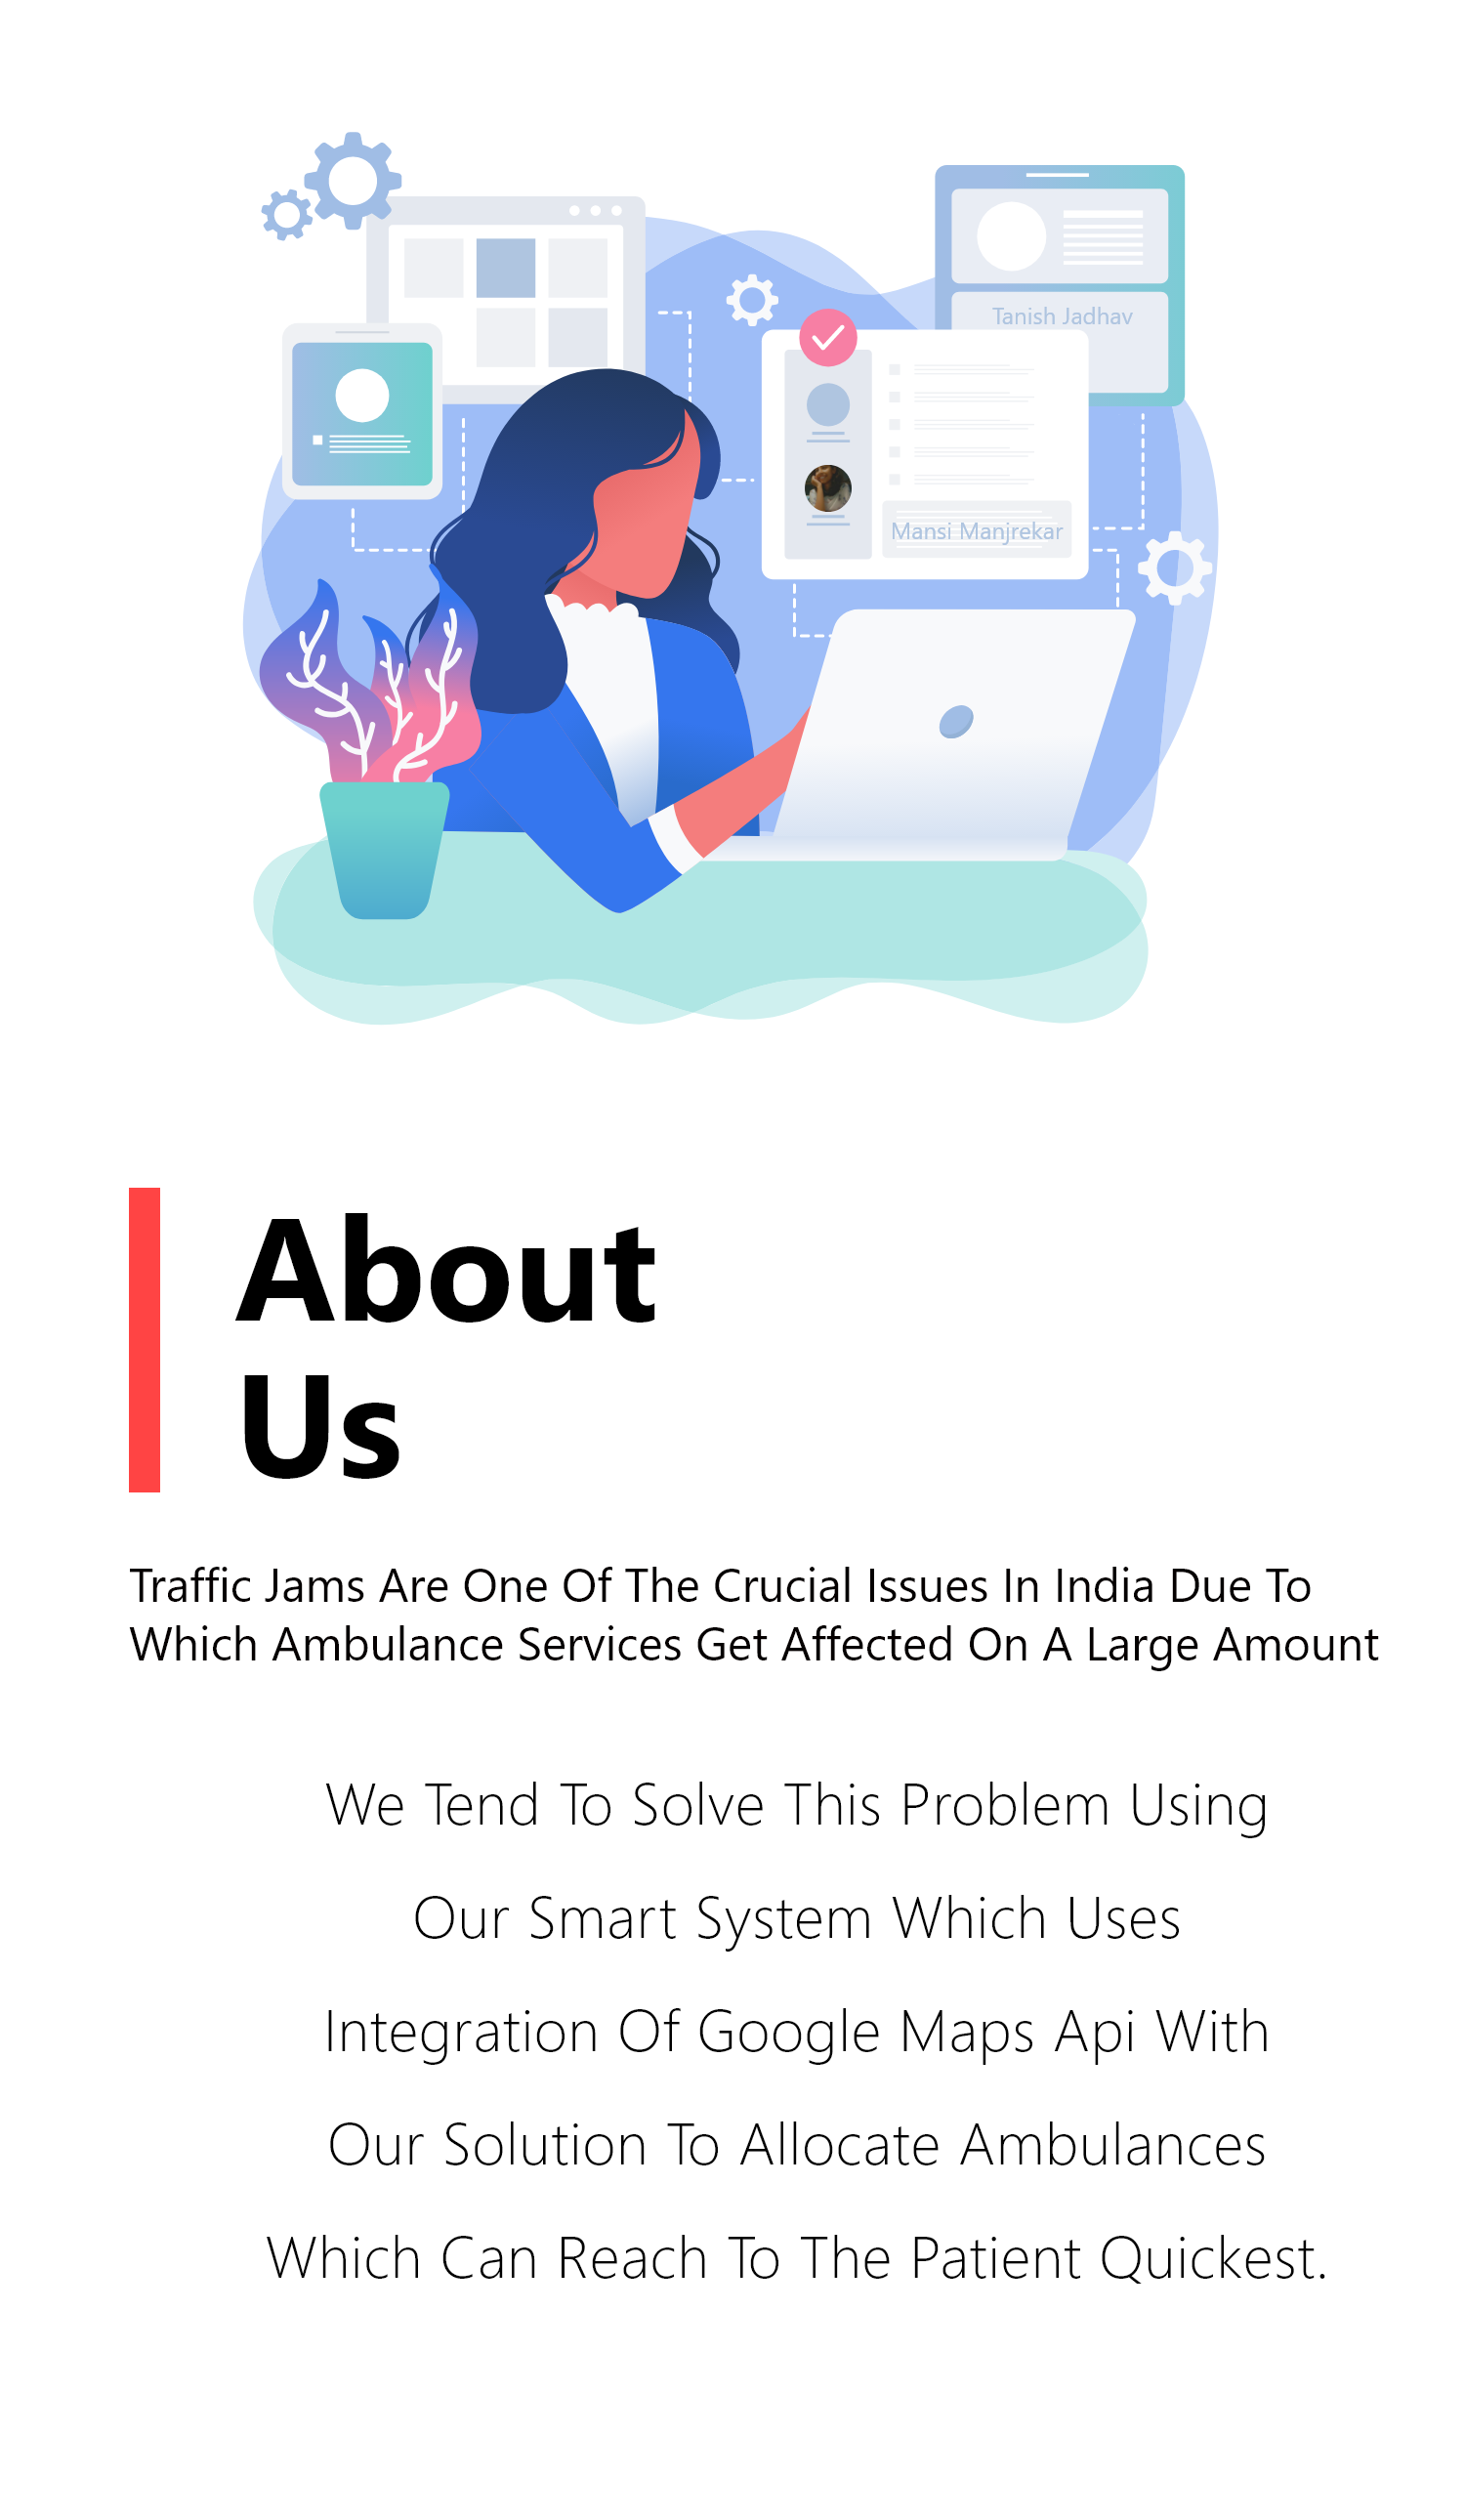 Tanish Jadhav
Mansi Manjrekar
About
Us
Traffic Jams Are One Of The Crucial Issues In India Due To
Which Ambulance Services Get Affected On A Large Amount
We Tend To Solve This Problem Using
Our Smart System Which Uses
Integration Of Google Maps Api With
Our Solution To Allocate Ambulances
Which Can Reach To The Patient Quickest.